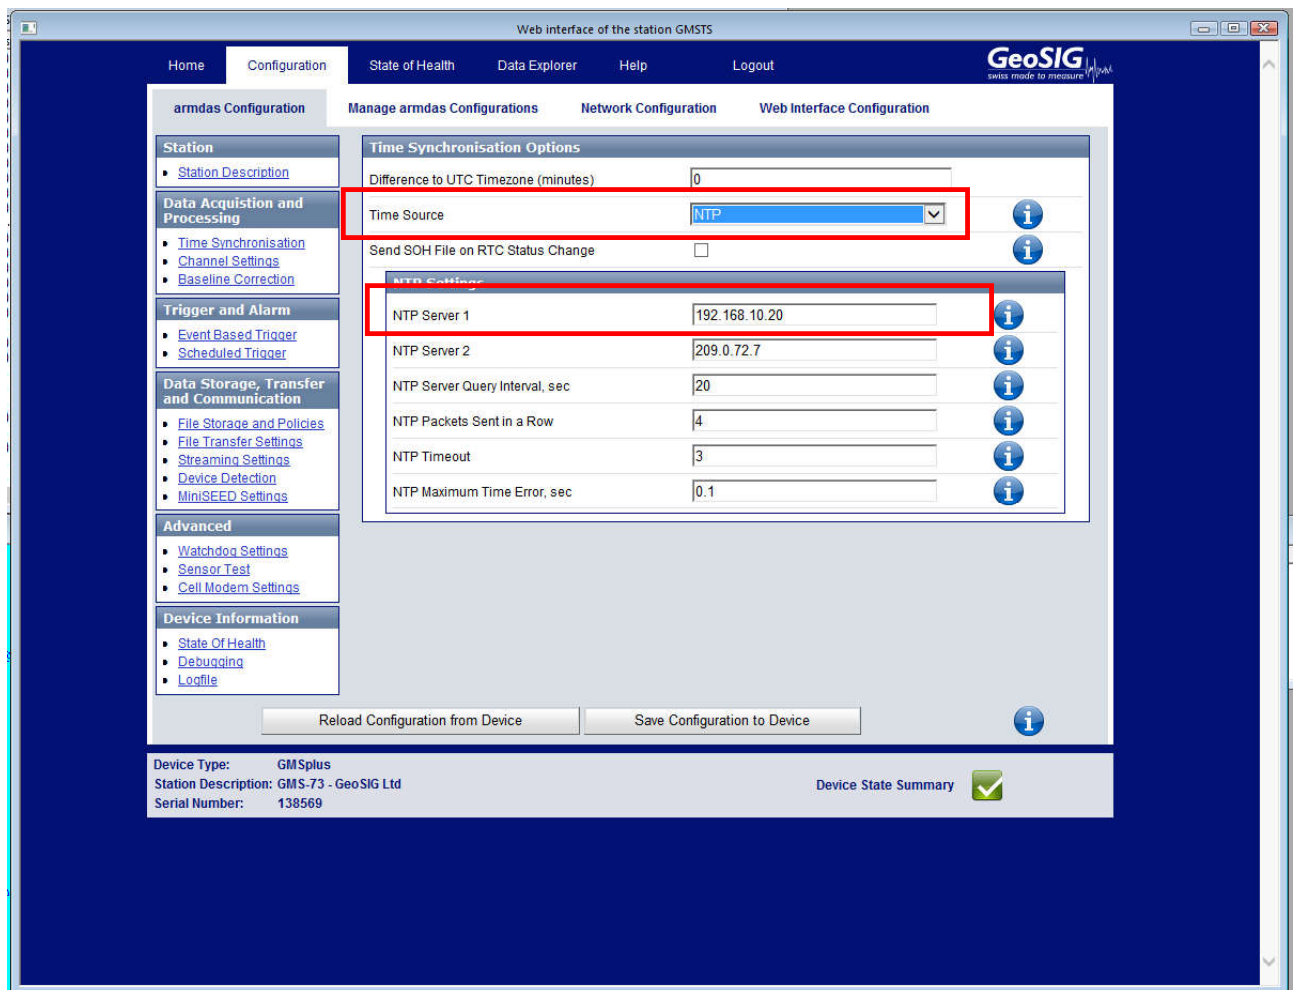 Web interface of the station GMSTS
Home Configuration State of Health Data Explorer Help Logout
GeoSIG
swiss made to measure
armdas Configuration Manage armdas Configurations Network Configuration Web Interface Configuration
Station
Station Description
Data Acquistion and
Processing
Time Synchronisation
Channel Settings
Baseline Correction
Trigger and Alarm
Event Based Trigger
Scheduled Trigger
Data Storage, Transfer
and Communication
File Storage and Policies
File Transfer Settings
Streaming Settings
Device Detection
MiniSEED Settings
Advanced
Watchdog Settings
Sensor Test
Cell Modem Settings
Device Information
State Of Health
Debugging
Logfile
Time Synchronisation Options
Difference to UTC Timezone (minutes) 0
Time Source NTP
Send SOH File on RTC Status Change
NTP Settings
NTP Server 1 192.168.10.20
NTP Server 2 209.0.72.7
NTP Server Query Interval, sec 20
NTP Packets Sent in a Row 4
NTP Timeout 3
NTP Maximum Time Error, sec 0.1
Reload Configuration from Device Save Configuration to Device
Device Type: GMSplus
Station Description: GMS-73 - GeoSIG Ltd
Serial Number: 138569
Device State Summary